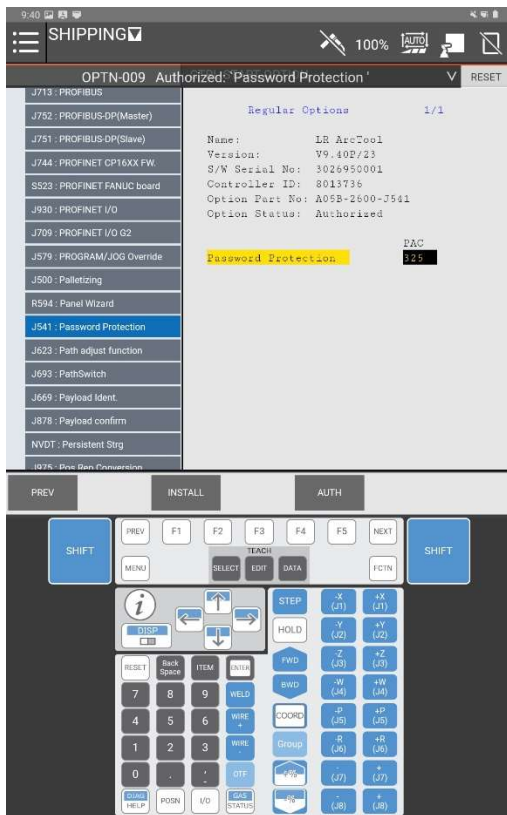 9:40
SHIPPING
100%
AUTO
OPTN-009 Authorized: 'Password Protection '
RESET
J713 : PROFIBUS
J752 : PROFIBUS-DP(Master)
J751 : PROFIBUS-DP(Slave)
J744 : PROFINET CP16XX FW.
S523 : PROFINET FANUC board
J930 : PROFINET I/O
J709 : PROFINET I/O G2
J579 : PROGRAM/JOG Override
J500 : Palletizing
R594 : Panel Wizard
J541 : Password Protection
J623 : Path adjust function
J693 : PathSwitch
J669 : Payload Ident.
J878 : Payload confirm
NVDT : Persistent Strg
J975 : Pos Reg Conversion
Regular Options 1/1
Name: LR ArcTool
Version: V9.40P/23
S/W Serial No: 3026950001
Controller ID: 8013736
Option Part No: A05B-2600-J541
Option Status: Authorized
PAC
Password Protection 325
PREV INSTALL AUTH
SHIFT
PREV F1 F2 F3 F4 F5 NEXT
SHIFT
TEACH
MENU SELECT EDIT DATA FCTN
i
DISP
RESET Back Space ITEM ENTER
7 8 9 WELD
4 5 6 WIRE +
1 2 3 WIRE -
0 . , - OTF
DIAG HELP POSN I/O GAS STATUS
STEP -X (J1) +X (J1)
HOLD -Y (J2) +Y (J2)
FWD -Z (J3) +Z (J3)
BWD -W (J4) +W (J4)
COORD -P (J5) +P (J5)
Group -R (J6) +R (J6)
+% - (J7) + (J7)
-% - (J8) + (J8)